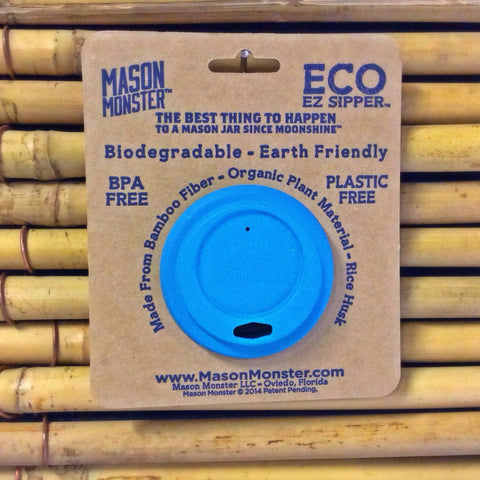 MASON
MONSTER™
ECO
EZ SIPPER™
THE BEST THING TO HAPPEN
TO A MASON JAR SINCE MOONSHINE™
Biodegradable - Earth Friendly
BPA
FREE
PLASTIC
FREE
Made From Bamboo Fiber - Organic Plant Material - Rice Husk
www.MasonMonster.com
Mason Monster LLC - Oviedo, Florida
Mason Monster © 2014 Patent Pending.